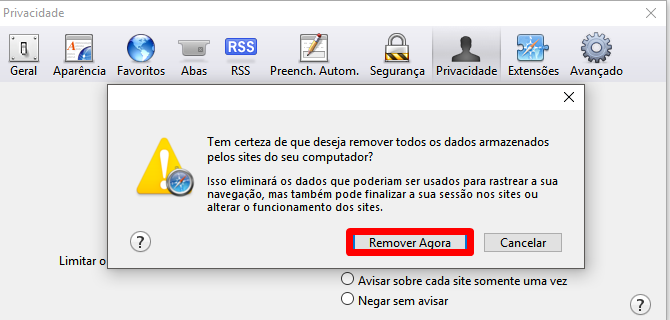 Privacidade
RSS
Geral Aparência Favoritos Abas RSS Preench. Autom. Segurança Privacidade Extensões Avançado
Tem certeza de que deseja remover todos os dados armazenados
pelos sites do seu computador?
Isso eliminará os dados que poderiam ser usados para rastrear a sua
navegação, mas também pode finalizar a sua sessão nos sites ou
alterar o funcionamento dos sites.
? Remover Agora Cancelar
Limitar o
Avisar sobre cada site somente uma vez
Negar sem avisar
?